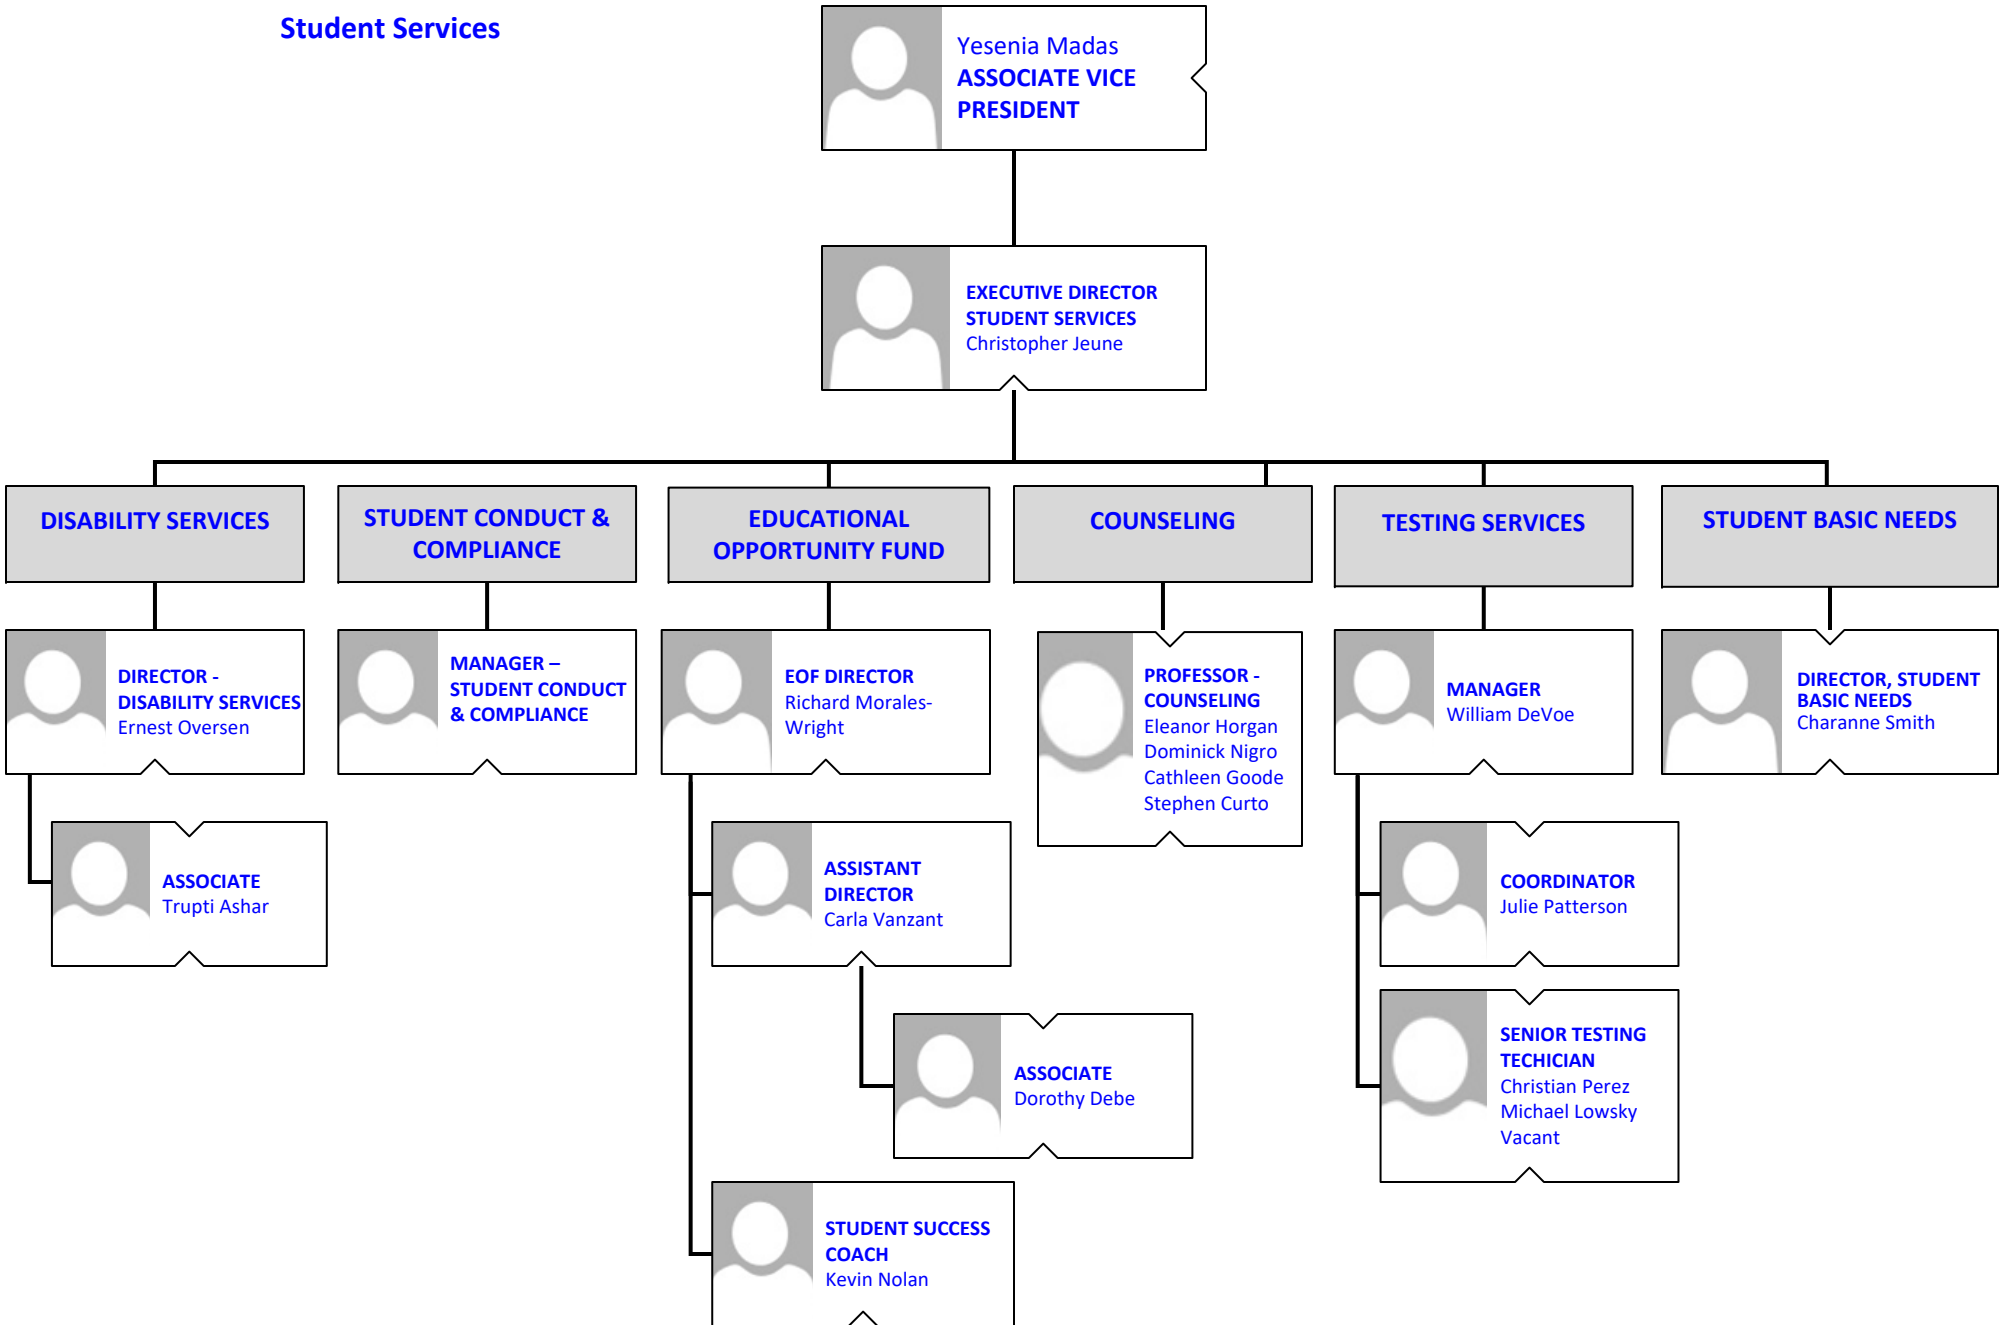 Student Services
Yesenia Madas
ASSOCIATE VICE
PRESIDENT
EXECUTIVE DIRECTOR
STUDENT SERVICES
Christopher Jeune
DISABILITY SERVICES
STUDENT CONDUCT &
COMPLIANCE
EDUCATIONAL
OPPORTUNITY FUND
COUNSELING
TESTING SERVICES
STUDENT BASIC NEEDS
DIRECTOR -
DISABILITY SERVICES
Ernest Oversen
MANAGER –
STUDENT CONDUCT
& COMPLIANCE
EOF DIRECTOR
Richard Morales-
Wright
PROFESSOR -
COUNSELING
Eleanor Horgan
Dominick Nigro
Cathleen Goode
Stephen Curto
MANAGER
William DeVoe
DIRECTOR, STUDENT
BASIC NEEDS
Charanne Smith
ASSOCIATE
Trupti Ashar
ASSISTANT
DIRECTOR
Carla Vanzant
COORDINATOR
Julie Patterson
ASSOCIATE
Dorothy Debe
SENIOR TESTING
TECHICIAN
Christian Perez
Michael Lowsky
Vacant
STUDENT SUCCESS
COACH
Kevin Nolan